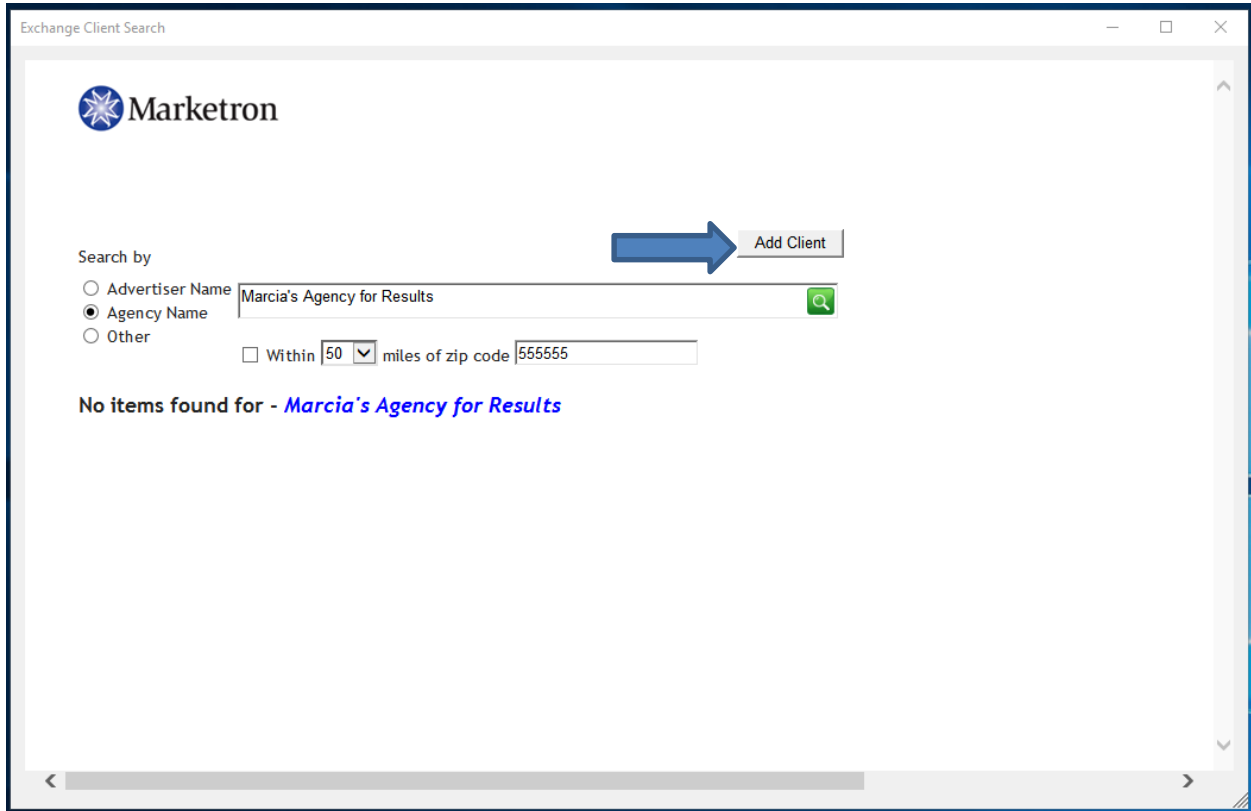 Exchange Client Search
Marketron
Add Client
Search by
Advertiser Name
Marcia's Agency for Results
Agency Name
Other
Within 50 miles of zip code 555555
No items found for - Marcia's Agency for Results